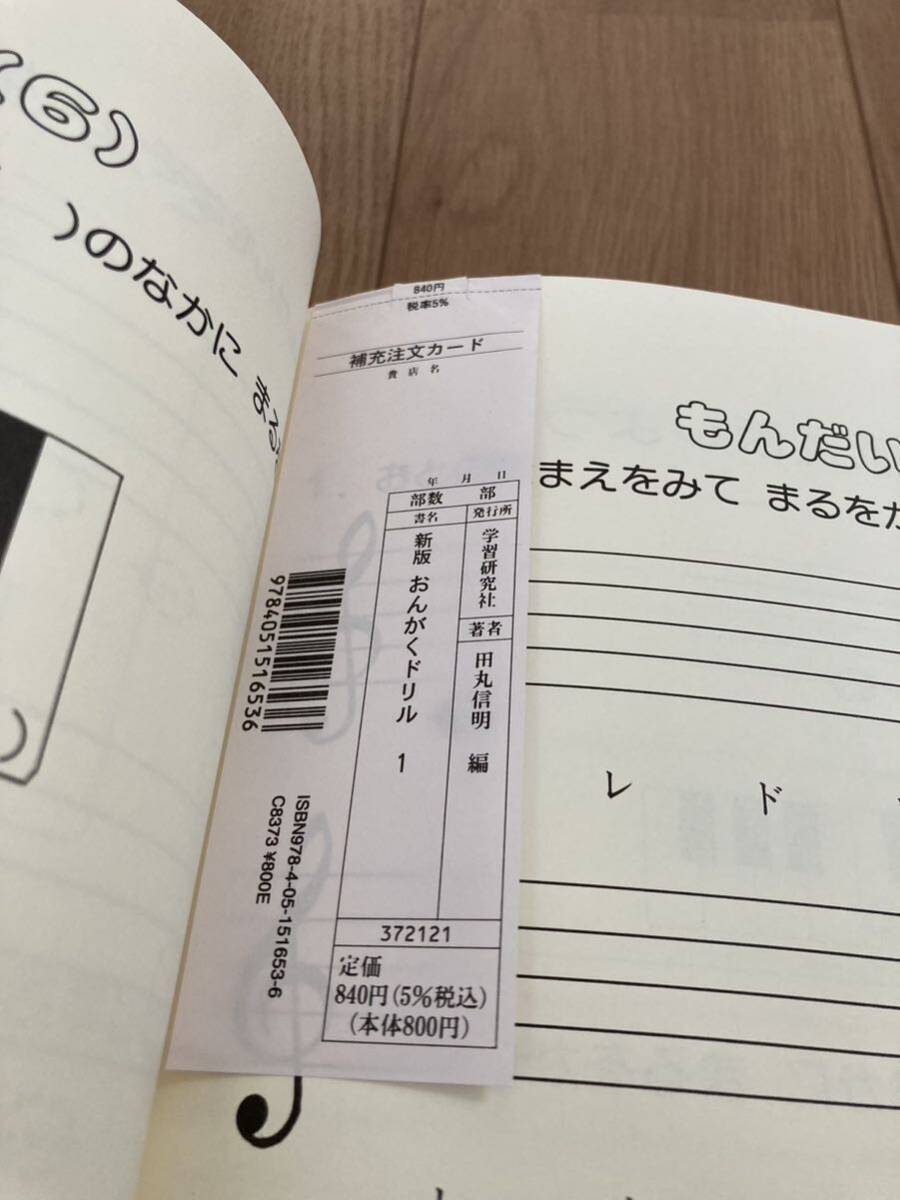 (6)
)のなかに まる
840円
税率5%
補充注文カード
貴店名
年 月 日
部数 部
書名
新版 おんがくドリル 1
発行所
学習研究社
著者
田丸信明 編
372121
定価
840円(5%税込)
(本体800円)
9784051516536
ISBN978-4-05-151653-6
C8373 ¥800E
もんだい
まえをみて まるをか
レ ド